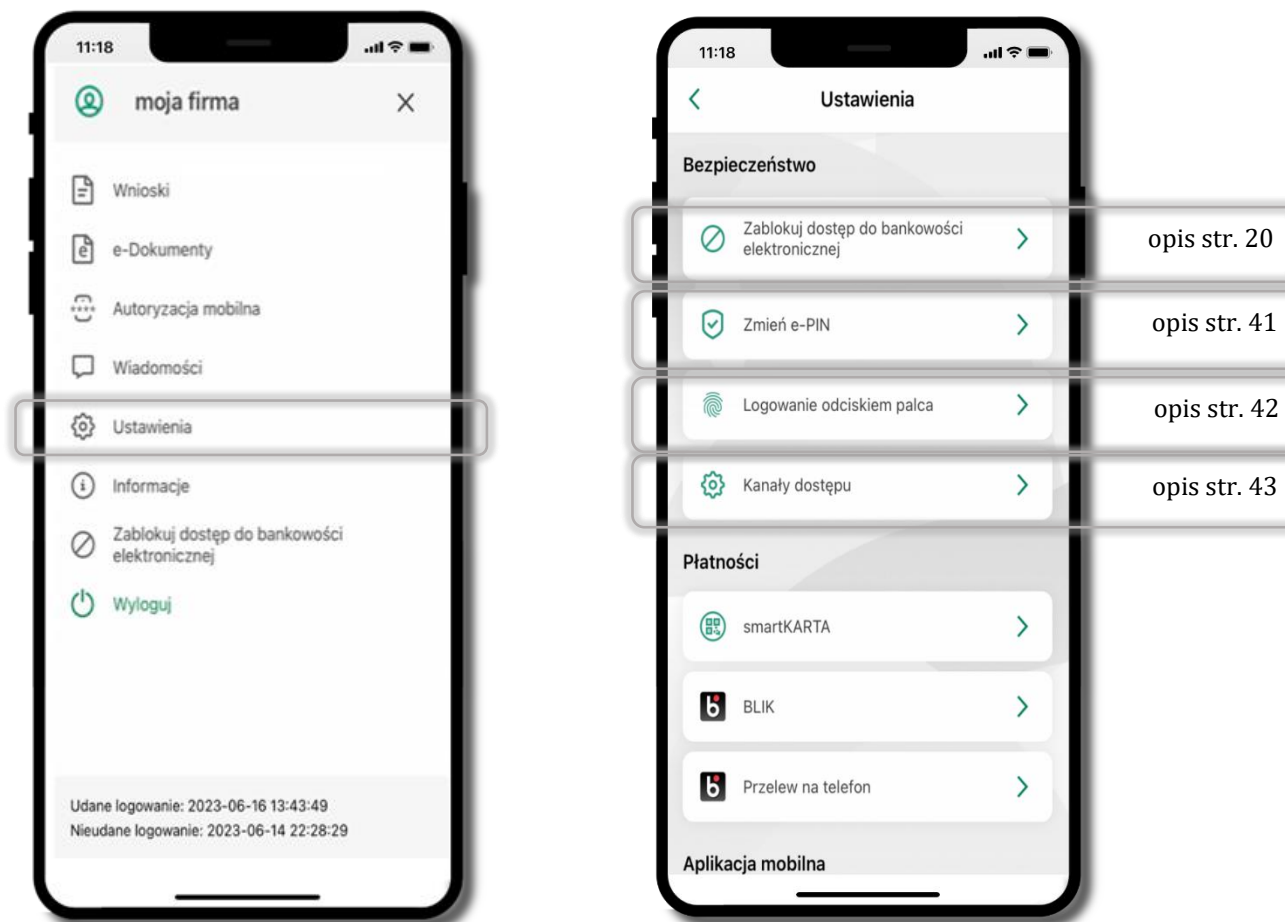 11:18
moja firma
Wnioski
e-Dokumenty
Autoryzacja mobilna
Wiadomości
Ustawienia
Informacje
Zablokuj dostęp do bankowości
elektronicznej
Wyloguj
Udane logowanie: 2023-06-16 13:43:49
Nieudane logowanie: 2023-06-14 22:28:29
11:18
Ustawienia
Bezpieczeństwo
Zablokuj dostęp do bankowości
elektronicznej
opis str. 20
Zmień e-PIN
opis str. 41
Logowanie odciskiem palca
opis str. 42
Kanały dostępu
opis str. 43
Płatności
smartKARTA
BLIK
Przelew na telefon
Aplikacja mobilna